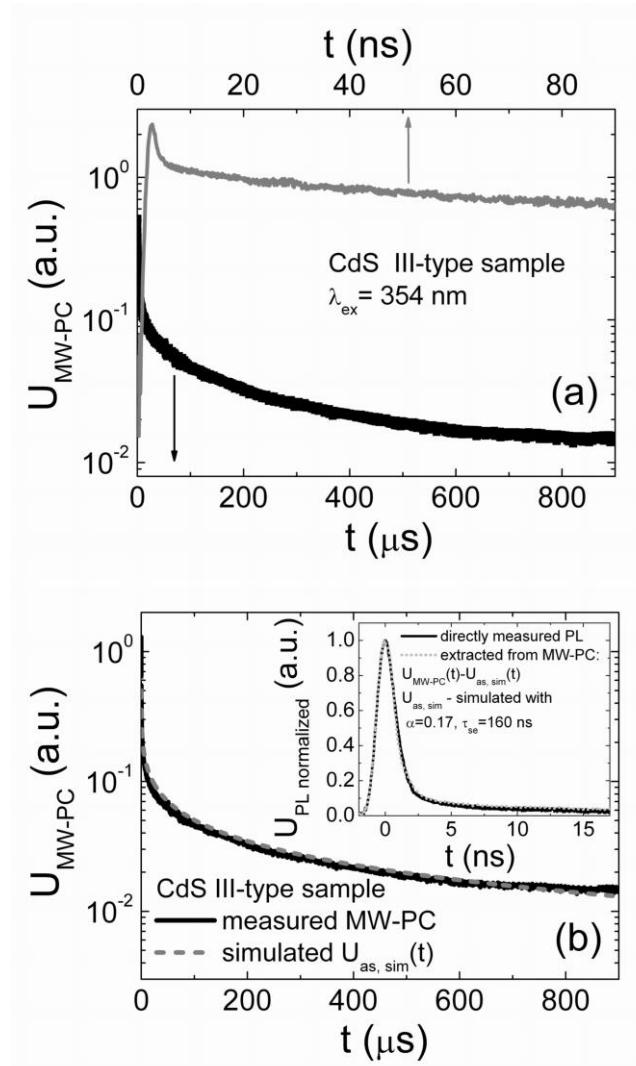 t (ns)
0 20 40 60 80
10⁰
10⁻¹
10⁻²
U_MW-PC (a.u.)
CdS III-type sample
λ_ex= 354 nm
(a)
0 200 400 600 800
t (μs)
10⁰
10⁻¹
10⁻²
U_MW-PC (a.u.)
U_PL normalized (a.u.)
1.0
0.8
0.6
0.4
0.2
0.0
directly measured PL
extracted from MW-PC:
U_MW-PC(t)-U_as, sim(t)
U_as, sim - simulated with
α=0.17, τ_se=160 ns
0 5 10 15
t (ns)
CdS III-type sample
measured MW-PC
simulated U_as, sim(t)
(b)
0 200 400 600 800
t (μs)